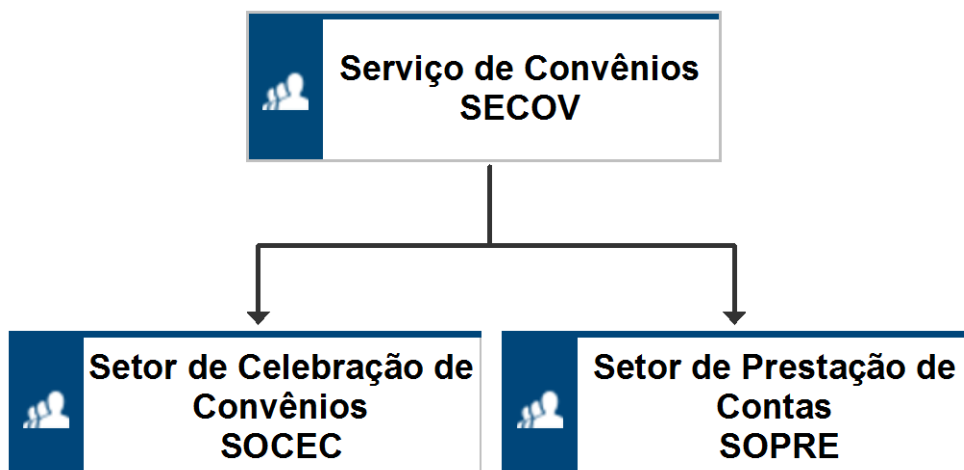 Serviço de Convênios
SECOV
Setor de Celebração de
Convênios
SOCEC
Setor de Prestação de
Contas
SOPRE